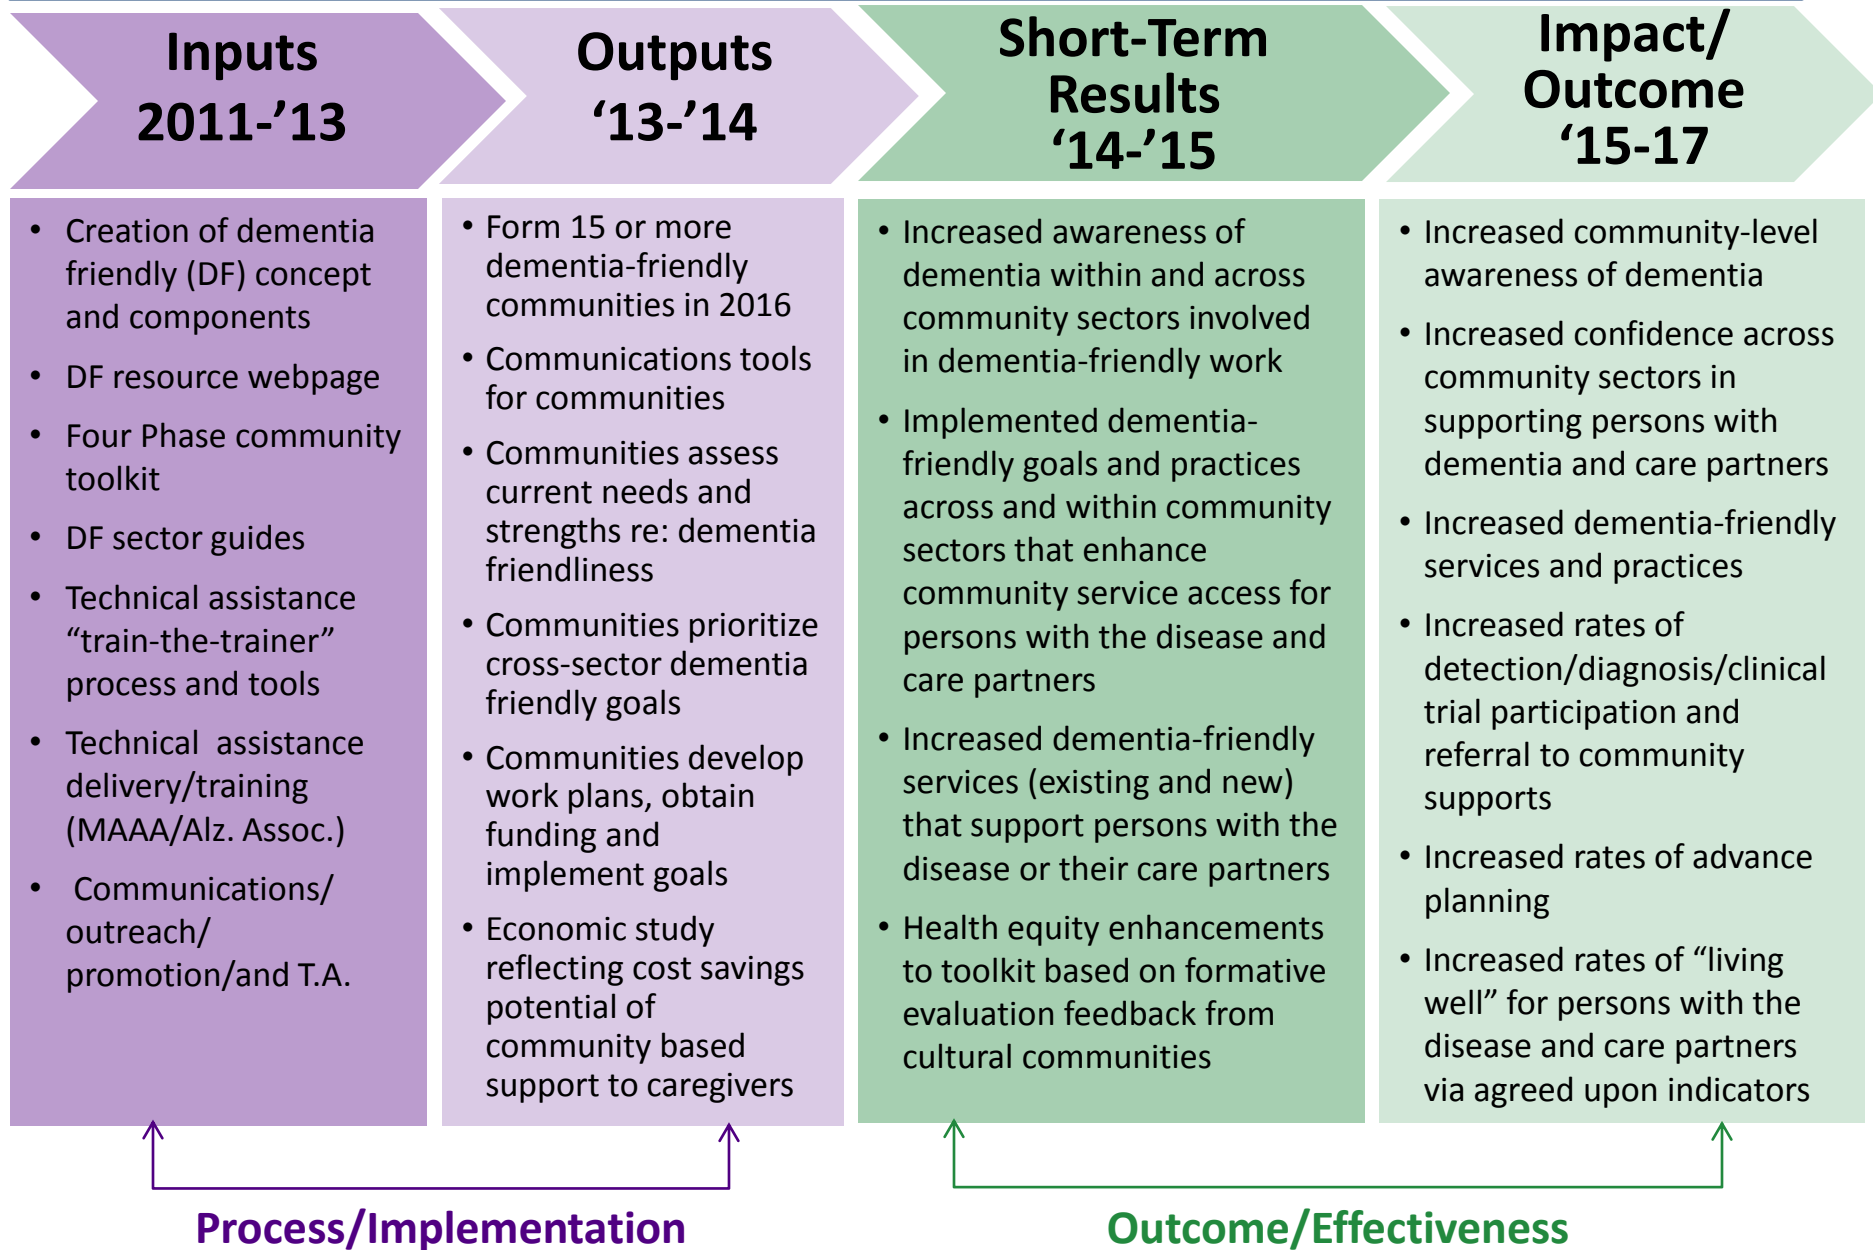 Inputs
2011-’13
Outputs
‘13-’14
Short-Term
Results
‘14-’15
Impact/
Outcome
‘15-17
• Creation of dementia
friendly (DF) concept
and components
• DF resource webpage
• Four Phase community
toolkit
• DF sector guides
• Technical assistance
“train-the-trainer”
process and tools
• Technical assistance
delivery/training
(MAAA/Alz. Assoc.)
• Communications/
outreach/
promotion/and T.A.
• Form 15 or more
dementia-friendly
communities in 2016
• Communications tools
for communities
• Communities assess
current needs and
strengths re: dementia
friendliness
• Communities prioritize
cross-sector dementia
friendly goals
• Communities develop
work plans, obtain
funding and
implement goals
• Economic study
reflecting cost savings
potential of
community based
support to caregivers
• Increased awareness of
dementia within and across
community sectors involved
in dementia-friendly work
• Implemented dementia-
friendly goals and practices
across and within community
sectors that enhance
community service access for
persons with the disease and
care partners
• Increased dementia-friendly
services (existing and new)
that support persons with the
disease or their care partners
• Health equity enhancements
to toolkit based on formative
evaluation feedback from
cultural communities
• Increased community-level
awareness of dementia
• Increased confidence across
community sectors in
supporting persons with
dementia and care partners
• Increased dementia-friendly
services and practices
• Increased rates of
detection/diagnosis/clinical
trial participation and
referral to community
supports
• Increased rates of advance
planning
• Increased rates of “living
well” for persons with the
disease and care partners
via agreed upon indicators
Process/Implementation
Outcome/Effectiveness